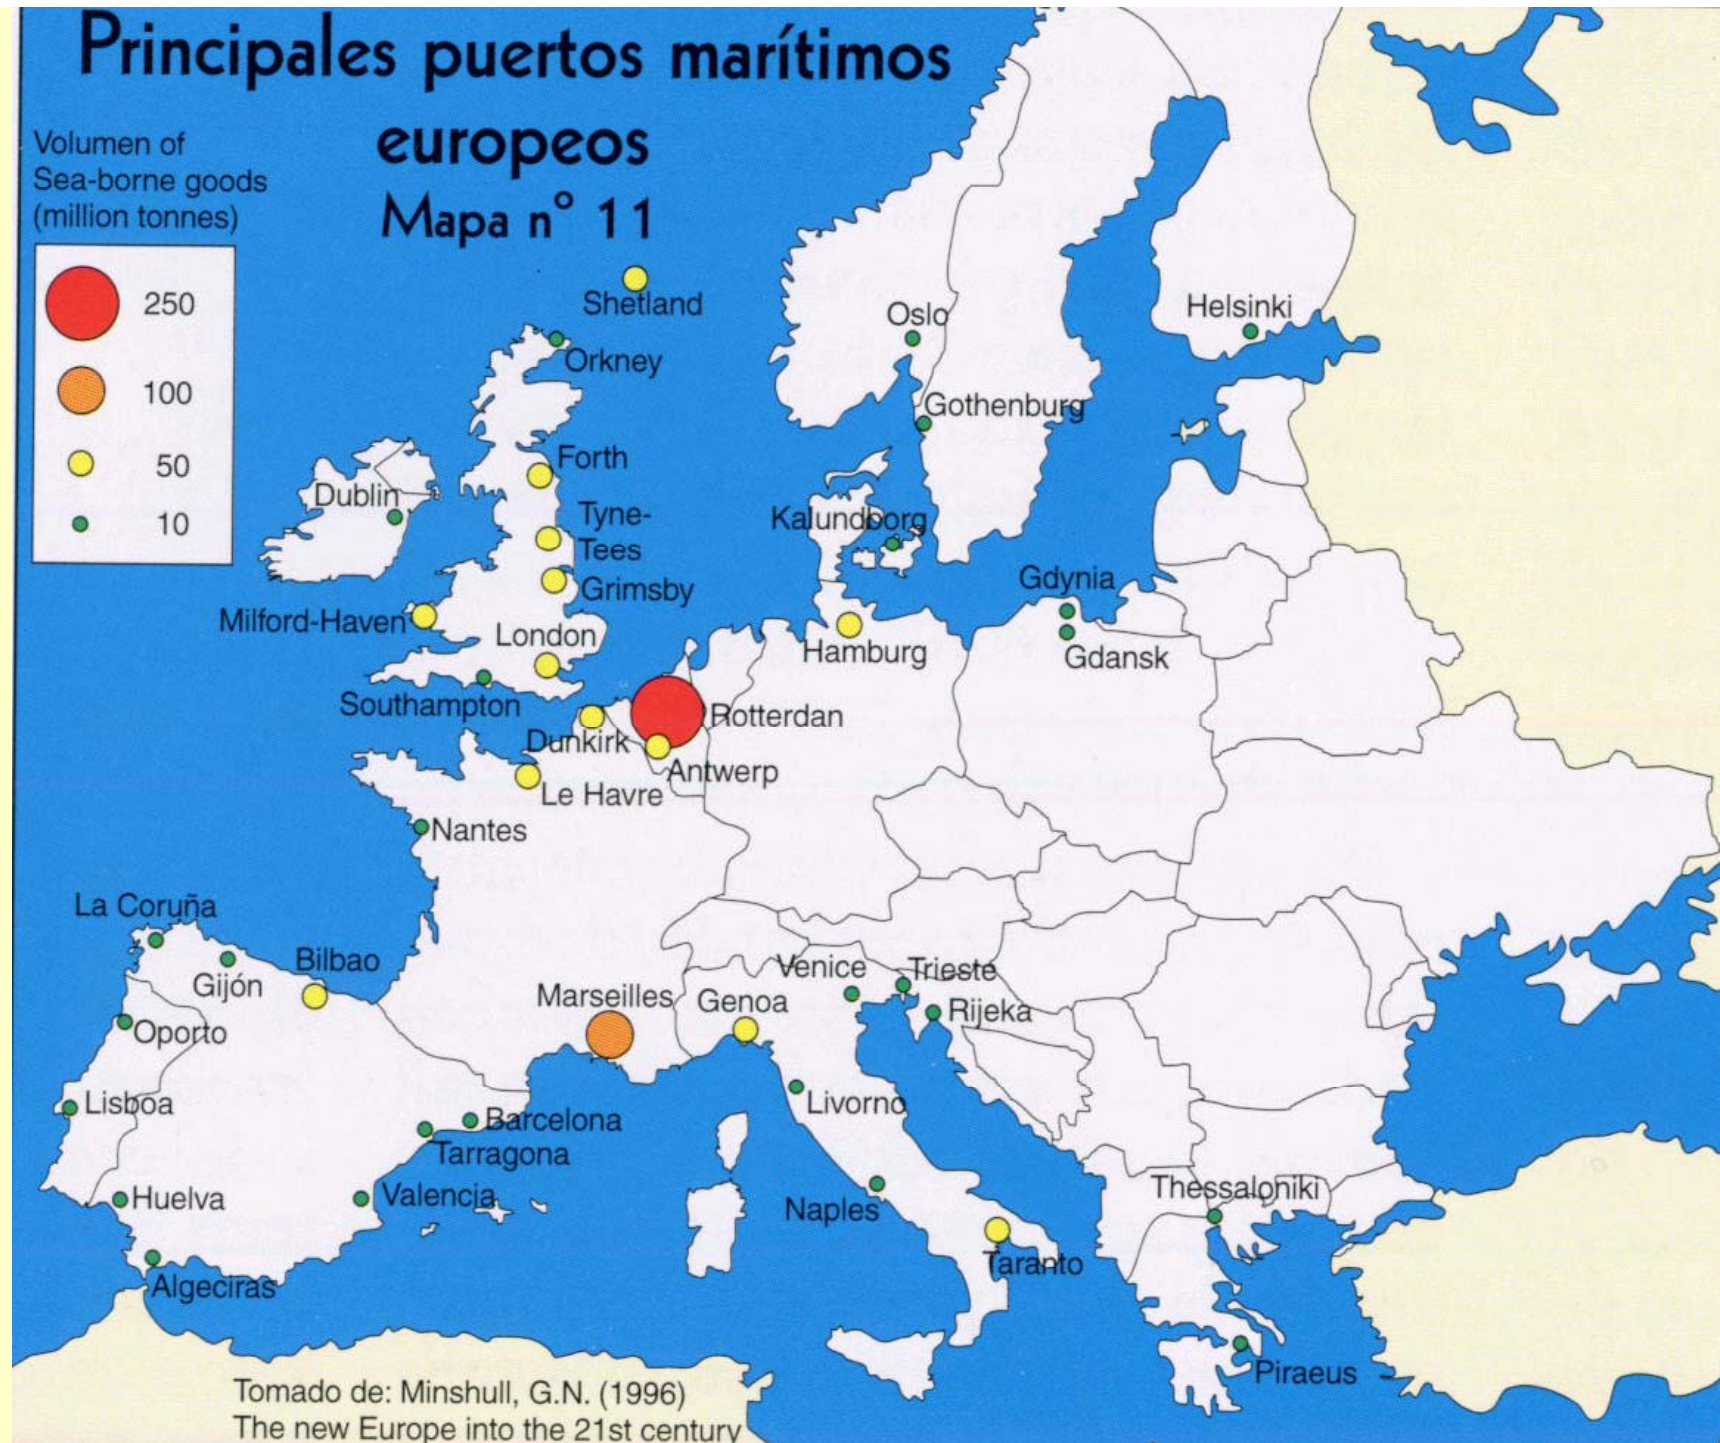 Principales puertos marítimos
europeos
Mapa nº 11
Volumen of
Sea-borne goods
(million tonnes)
250
100
50
10
Shetland
Orkney
Oslo
Helsinki
Gothenburg
Forth
Dublin
Tyne-
Tees
Kalundborg
Grimsby
Gdynia
Milford-Haven
London
Hamburg
Gdansk
Southampton
Rotterdan
Dunkirk
Antwerp
Le Havre
Nantes
La Coruña
Bilbao
Gijón
Venice
Trieste
Marseilles
Genoa
Rijeka
Oporto
Lisboa
Livorno
Barcelona
Tarragona
Huelva
Valencia
Thessaloniki
Naples
Taranto
Algeciras
Piraeus
Tomado de: Minshull, G.N. (1996)
The new Europe into the 21st century